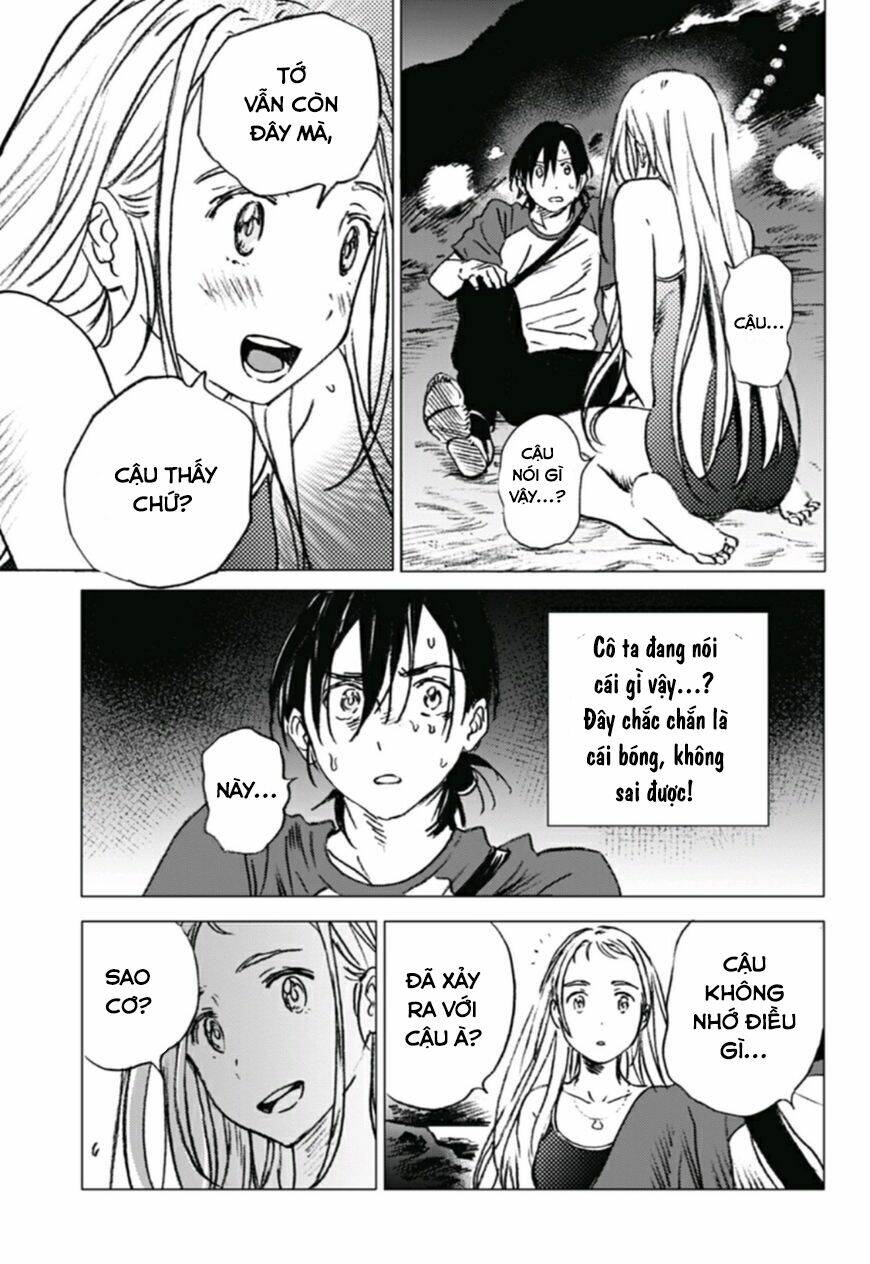 CẬU...
CẬU
NÓI GÌ
VẬY...?
TỚ
VẪN CÒN
ĐÂY MÀ,
CẬU THẤY
CHỨ?
Cô ta đang nói
cái gì vậy...?
Đây chắc chắn là
cái bóng, không
sai được!
NÀY...
CẬU
KHÔNG
NHỚ ĐIỀU
GÌ...
ĐÃ XẢY
RA VỚI
CẬU À?
SAO
CƠ?